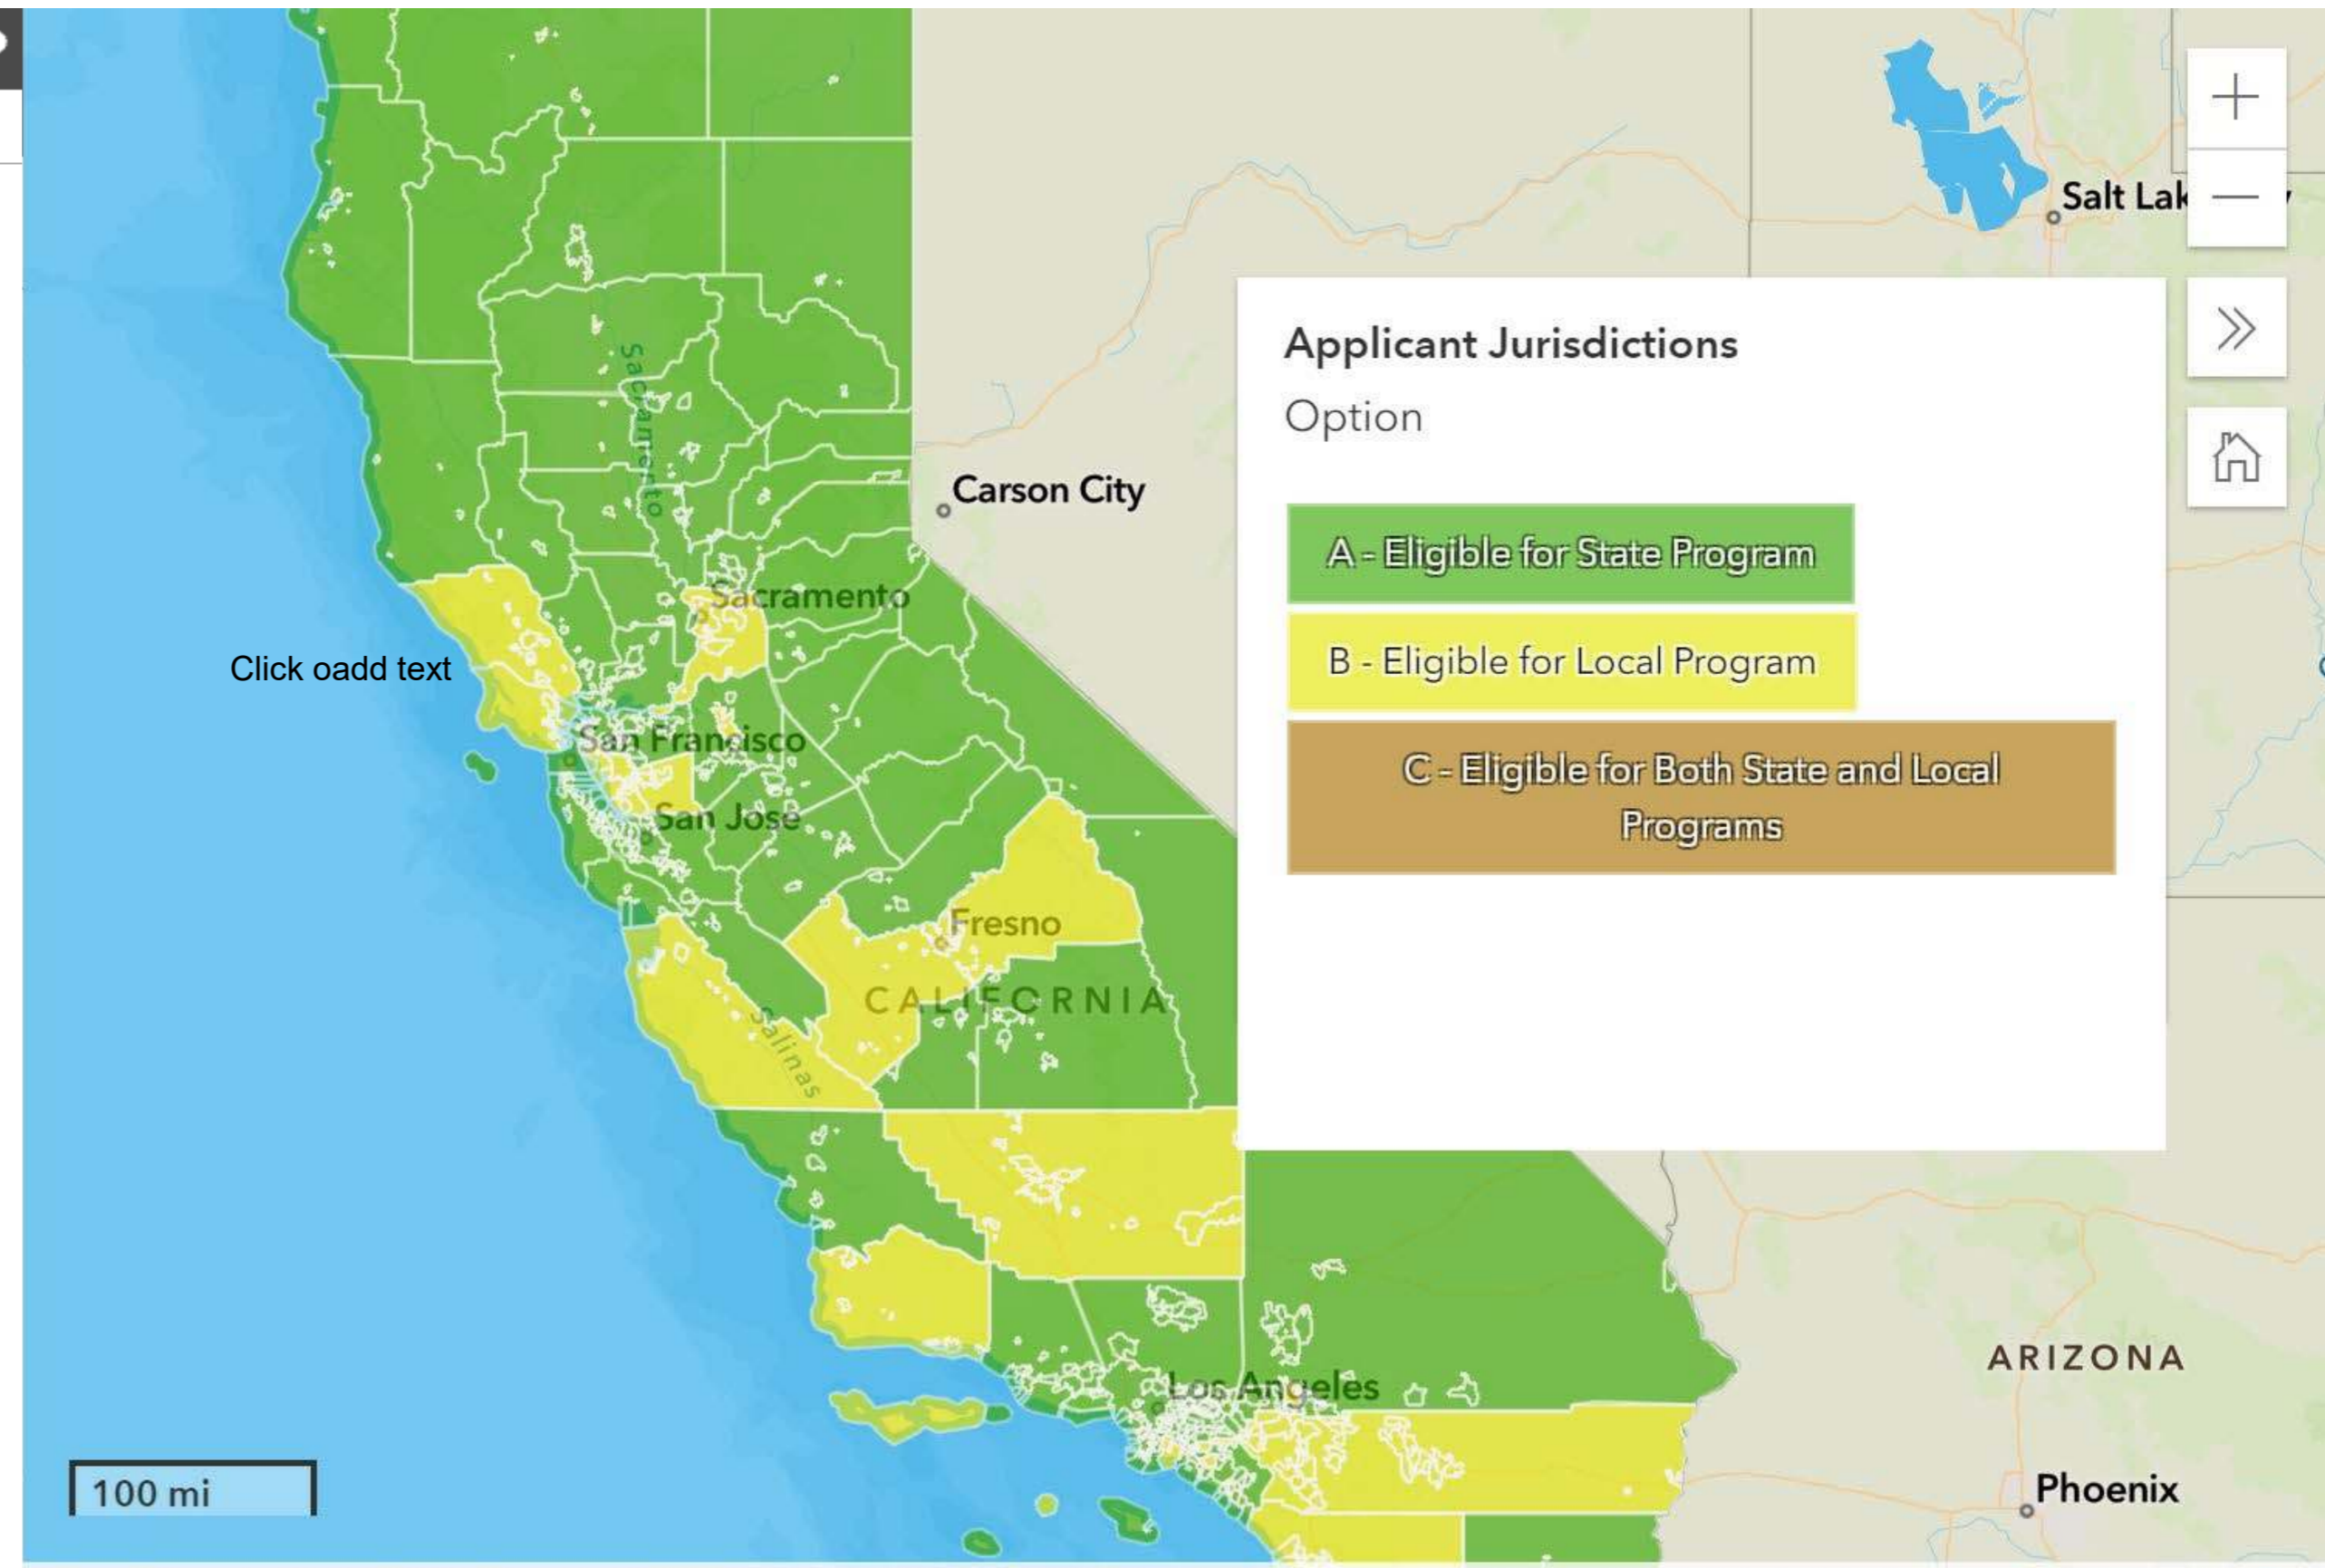 Salt Lak
Applicant Jurisdictions
Option
Sacramento
Carson City
A - Eligible for State Program
Sacramento
B - Eligible for Local Program
Click oadd text
San Francisco
C - Eligible for Both State and Local
Programs
San Jose
Fresno
CALIFORNIA
Salinas
ARIZONA
Los Angeles
100 mi
Phoenix